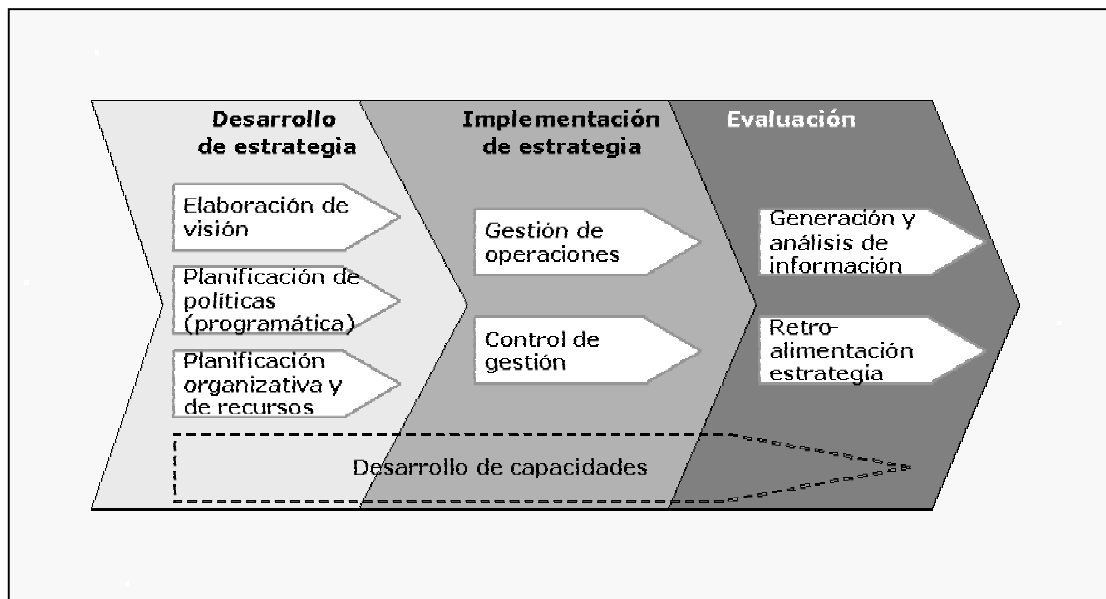 Desarrollo
de estrategia
Elaboración de
visión
Planificación de
políticas
(programática)
Planificación
organizativa y
de recursos
Implementación
de estrategia
Gestión de
operaciones
Control de
gestión
Evaluación
Generación y
análisis de
información
Retro-
alimentación
estrategia
Desarrollo de capacidades